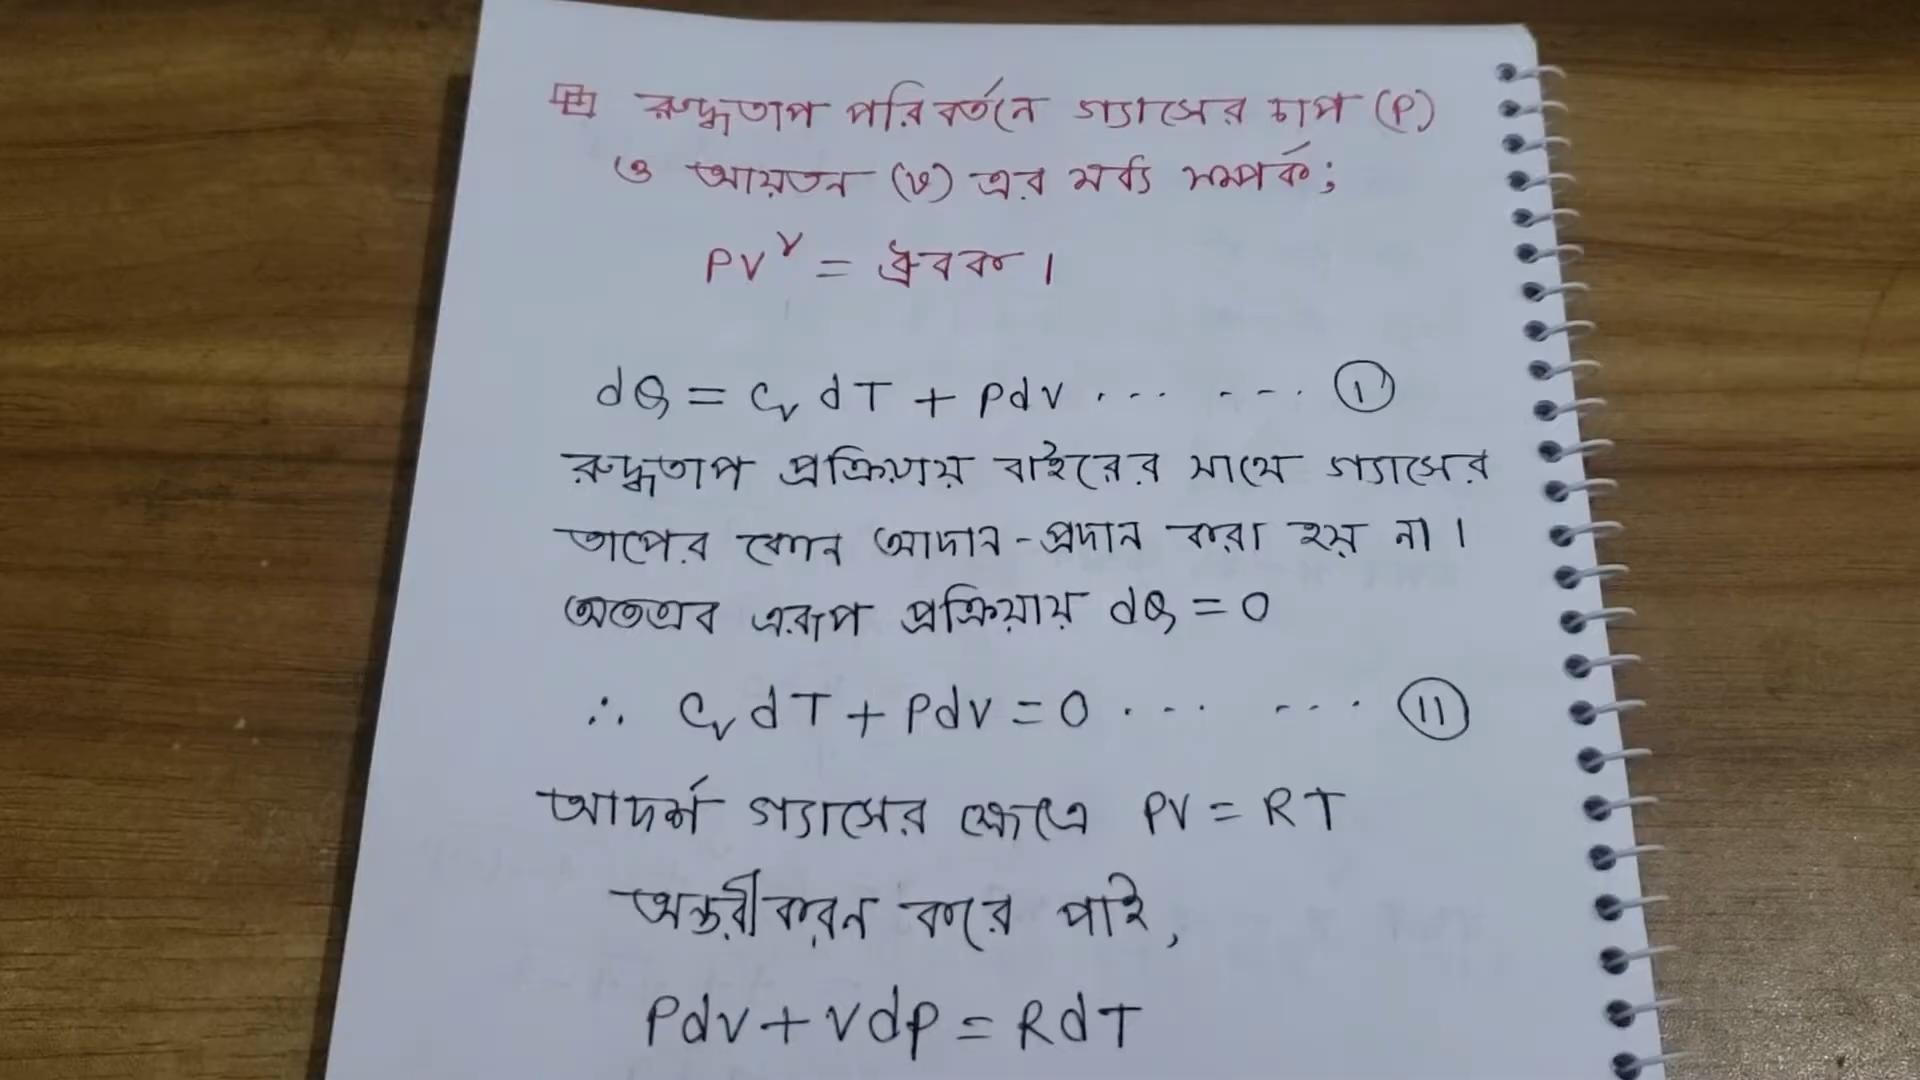 রুদ্ধতাপ পরিবর্তনে গ্যাসের চাপ (P)
ও আয়তন (V) এর মধ্যে সম্পর্ক;
PV^γ = ধ্রুবক।
dQ = C_v dT + Pdv ... ... (i)
রুদ্ধতাপ প্রক্রিয়ায় বাইরের সাথে গ্যাসের
তাপের কোন আদান-প্রদান করা হয় না।
অতএব এরূপ প্রক্রিয়ায় dQ = 0
∴ C_v dT + Pdv = 0 ... ... (ii)
আদর্শ গ্যাসের ক্ষেত্রে PV = RT
অন্তরীকরন করে পাই,
Pdv + vdp = RdT